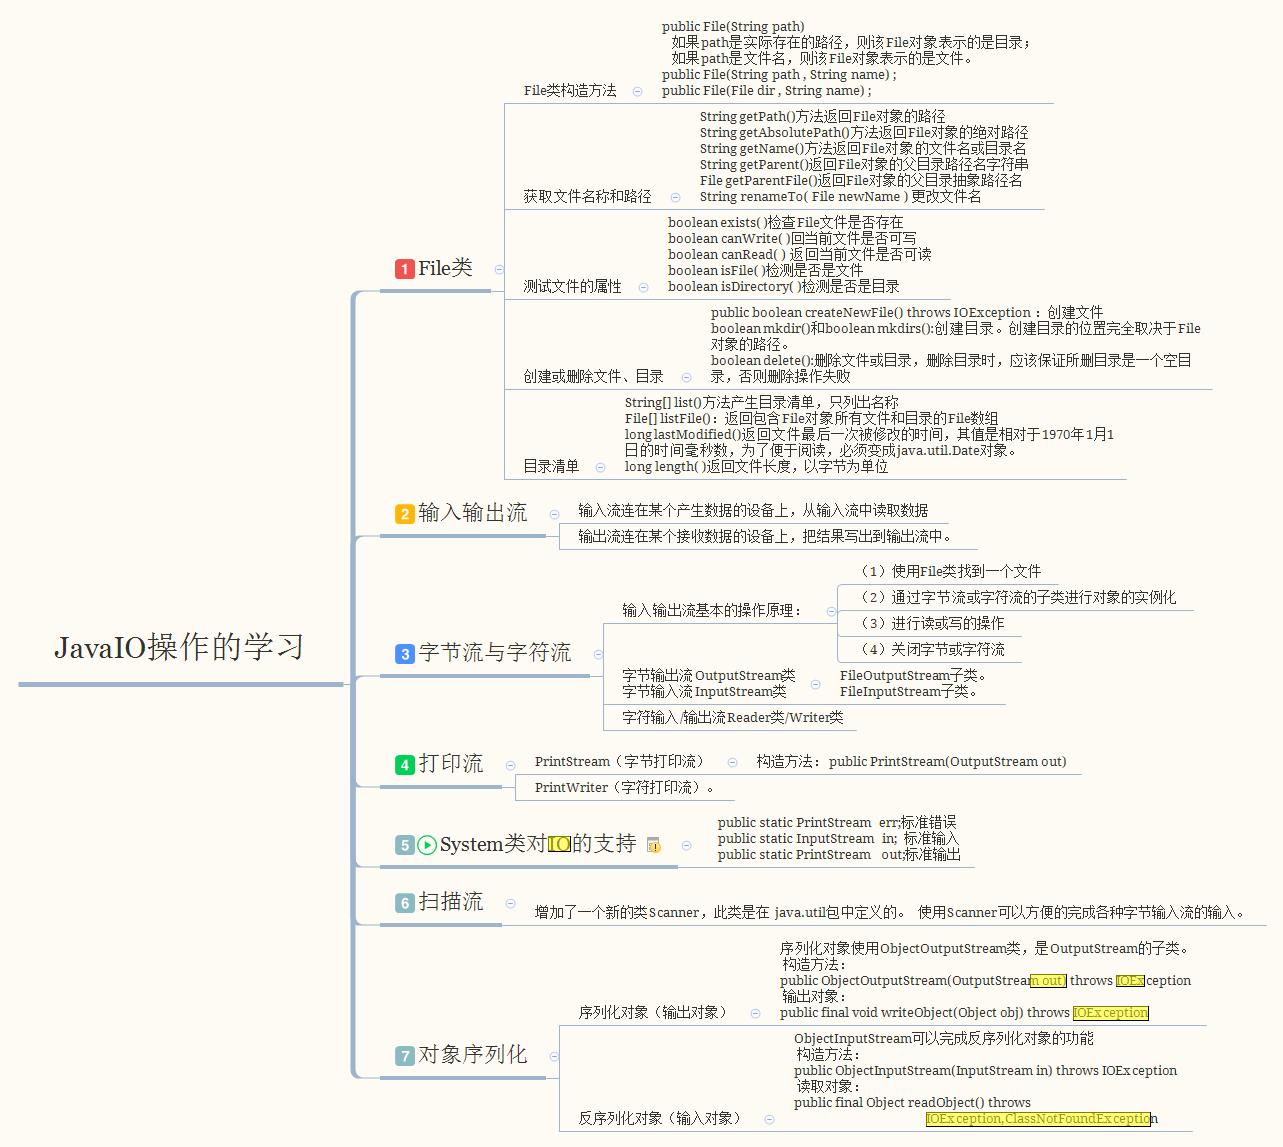 JavaIO操作的学习
1 File类
File类构造方法
public File(String path)
如果path是实际存在的路径，则该File对象表示的是目录；
如果path是文件名，则该File对象表示的是文件。
public File(String path , String name) ;
public File(File dir , String name) ;
获取文件名称和路径
String getPath()方法返回File对象的路径
String getAbsolutePath()方法返回File对象的绝对路径
String getName()方法返回File对象的文件名或目录名
String getParent()返回File对象的父目录路径名字符串
File getParentFile()返回File对象的父目录抽象路径名
String renameTo( File newName ) 更改文件名
测试文件的属性
boolean exists( )检查File文件是否存在
boolean canWrite( )回当前文件是否可写
boolean canRead( ) 返回当前文件是否可读
boolean isFile( )检测是否是文件
boolean isDirectory( )检测是否是目录
创建或删除文件、目录
public boolean createNewFile() throws IOException ：创建文件
boolean mkdir()和boolean mkdirs():创建目录。创建目录的位置完全取决于File
对象的路径。
boolean delete():删除文件或目录，删除目录时，应该保证所删目录是一个空目
录，否则删除操作失败
目录清单
String[] list()方法产生目录清单，只列出名称
File[] listFile()：返回包含File对象所有文件和目录的File数组
long lastModified()返回文件最后一次被修改的时间，其值是相对于1970年1月1
日的时间毫秒数，为了便于阅读，必须变成java.util.Date对象。
long length( )返回文件长度，以字节为单位
2 输入输出流
输入流连在某个产生数据的设备上，从输入流中读取数据
输出流连在某个接收数据的设备上，把结果写出到输出流中。
3 字节流与字符流
输入输出流基本的操作原理：
（1）使用File类找到一个文件
（2）通过字节流或字符流的子类进行对象的实例化
（3）进行读或写的操作
（4）关闭字节或字符流
字节输出流OutputStream类
字节输入流InputStream类
FileOutputStream子类。
FileInputStream子类。
字符输入/输出流Reader类/Writer类
4 打印流
PrintStream（字节打印流）
构造方法：public PrintStream(OutputStream out)
PrintWriter（字符打印流）。
5 System类对IO的支持
public static PrintStream err;标准错误
public static InputStream in; 标准输入
public static PrintStream out;标准输出
6 扫描流
增加了一个新的类Scanner，此类是在 java.util包中定义的。 使用Scanner可以方便的完成各种字节输入流的输入。
7 对象序列化
序列化对象（输出对象）
序列化对象使用ObjectOutputStream类，是OutputStream的子类。
构造方法：
public ObjectOutputStream(OutputStream out) throws IOException
输出对象：
public final void writeObject(Object obj) throws IOException
反序列化对象（输入对象）
ObjectInputStream可以完成反序列化对象的功能
构造方法：
public ObjectInputStream(InputStream in) throws IOException
读取对象：
public final Object readObject() throws
IOException,ClassNotFoundException